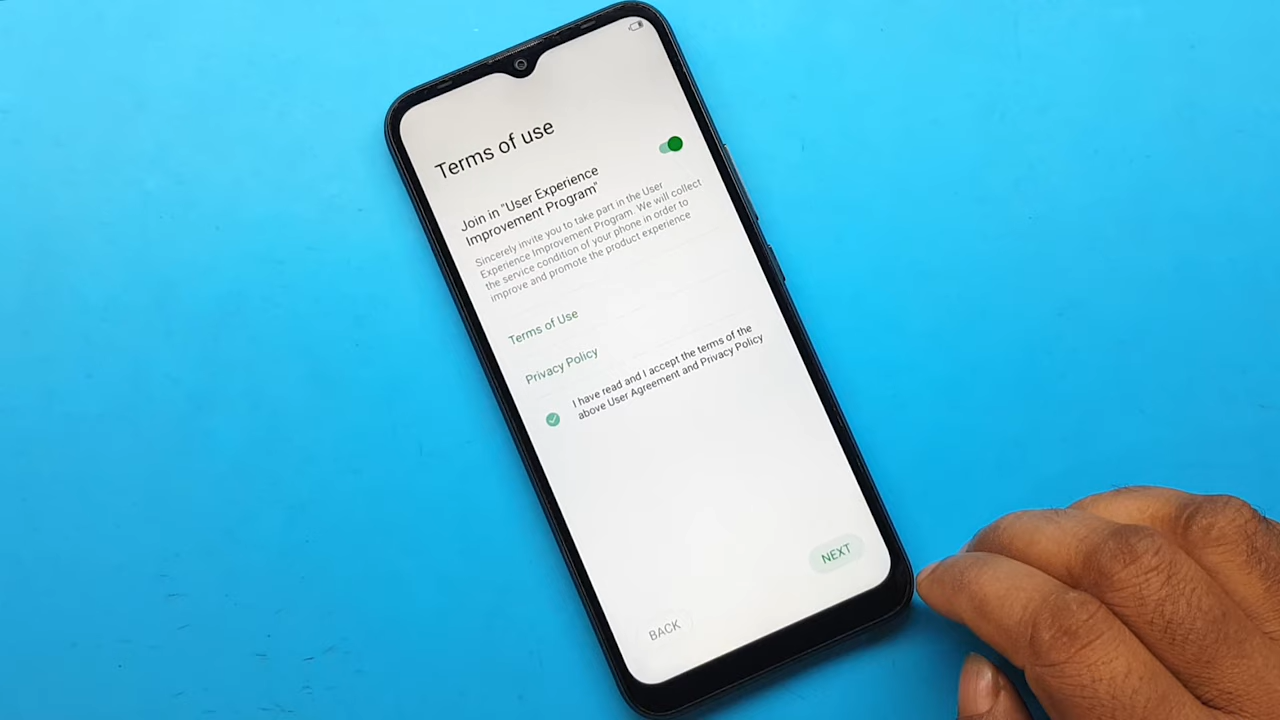 Terms of use
Join in "User Experience
Improvement Program"
Sincerely invite you to take part in the User
Experience Improvement Program. We will collect
the service condition of your phone in order to
improve and promote the product experience
Terms of Use
Privacy Policy
I have read and I accept the terms of the
above User Agreement and Privacy Policy
NEXT
BACK